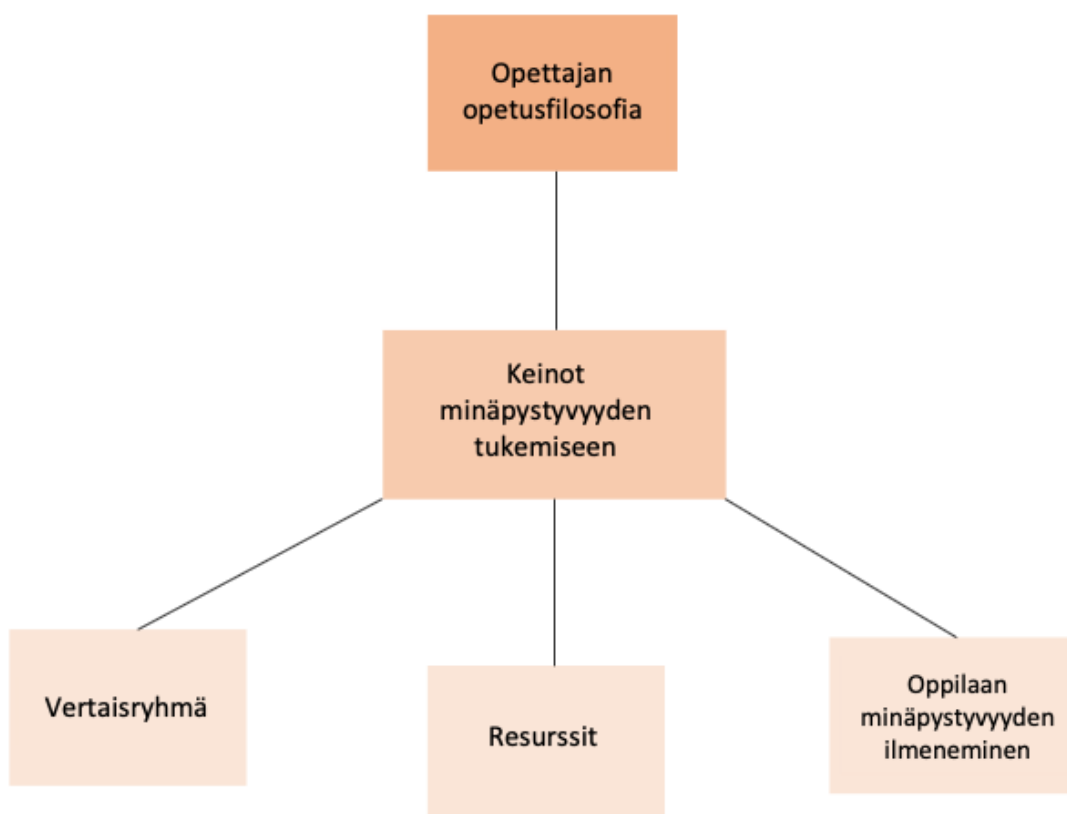 Opettajan
opetusfilosofia
Keinot
minäpystyvyyden
tukemiseen
Vertaisryhmä
Resurssit
Oppilaan
minäpystyvyyden
ilmeneminen